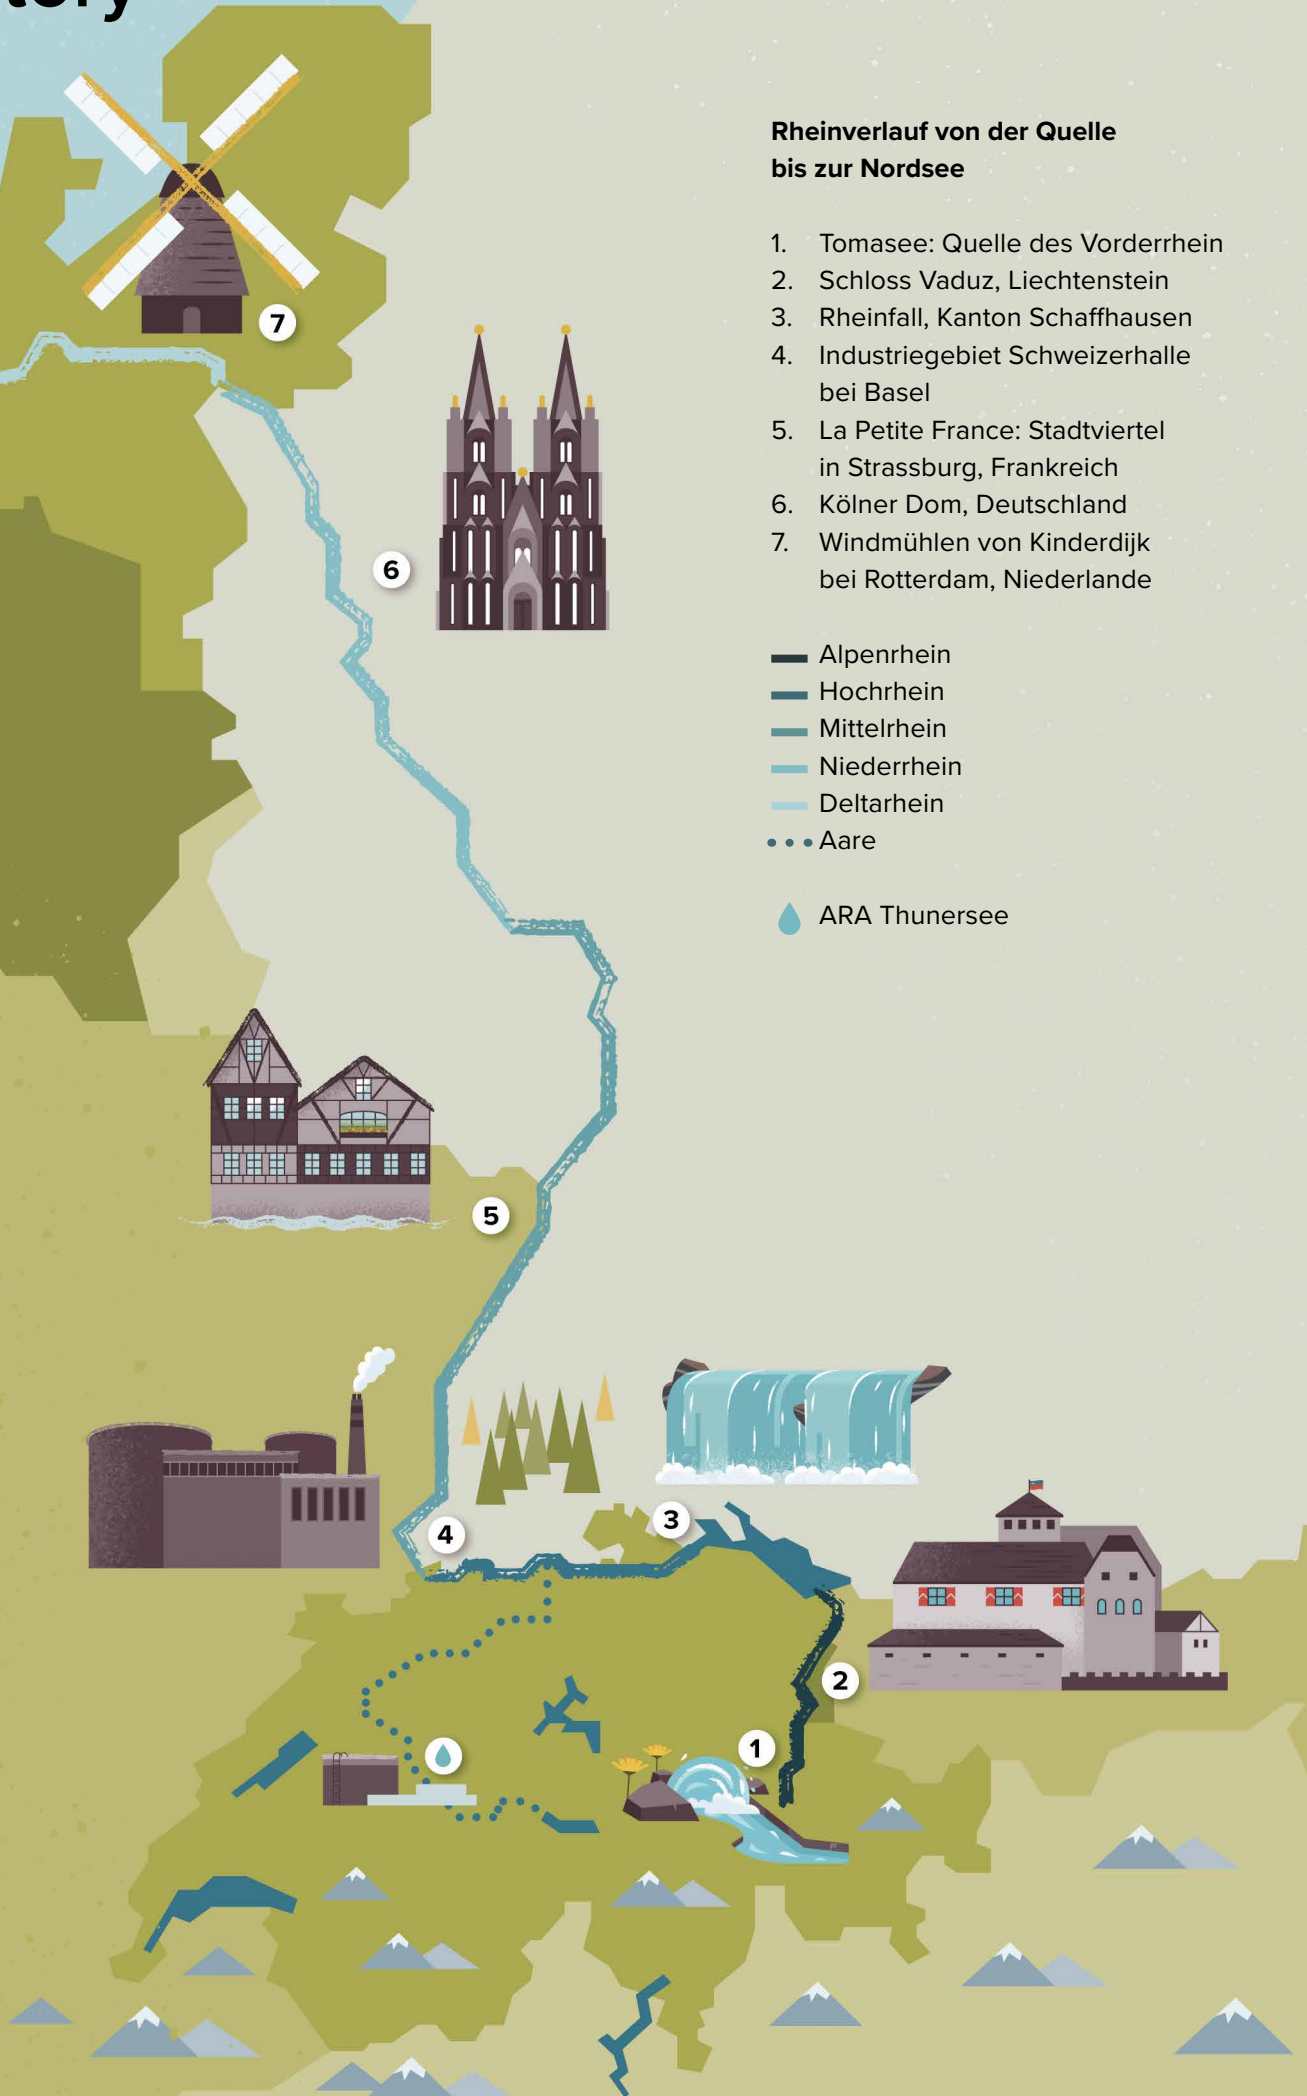 Rheinverlauf von der Quelle
bis zur Nordsee
1. Tomasee: Quelle des Vorderrhein
2. Schloss Vaduz, Liechtenstein
3. Rheinfall, Kanton Schaffhausen
4. Industriegebiet Schweizerhalle
bei Basel
5. La Petite France: Stadtviertel
in Strassburg, Frankreich
6. Kölner Dom, Deutschland
7. Windmühlen von Kinderdijk
bei Rotterdam, Niederlande
Alpenrhein
Hochrhein
Mittelrhein
Niederrhein
Deltarhein
Aare
ARA Thunersee
7
6
5
4
3
2
1